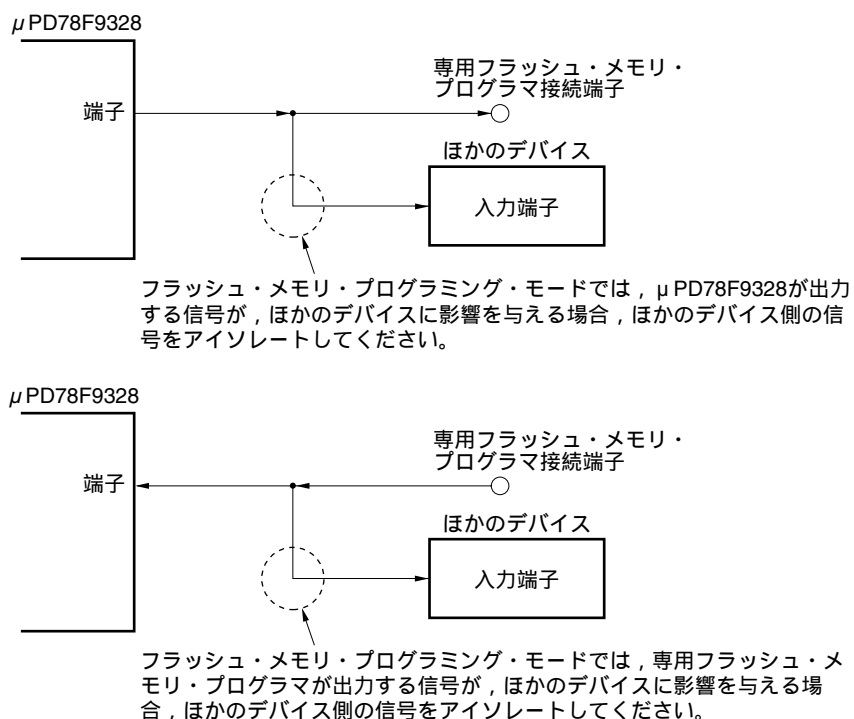 μPD78F9328
専用フラッシュ・メモリ・
プログラマ接続端子
端子
ほかのデバイス
入力端子
フラッシュ・メモリ・プログラミング・モードでは，μPD78F9328が出力
する信号が，ほかのデバイスに影響を与える場合，ほかのデバイス側の信
号をアイソレートしてください。
μPD78F9328
専用フラッシュ・メモリ・
プログラマ接続端子
端子
ほかのデバイス
入力端子
フラッシュ・メモリ・プログラミング・モードでは，専用フラッシュ・メ
モリ・プログラマが出力する信号が，ほかのデバイスに影響を与える場
合，ほかのデバイス側の信号をアイソレートしてください。